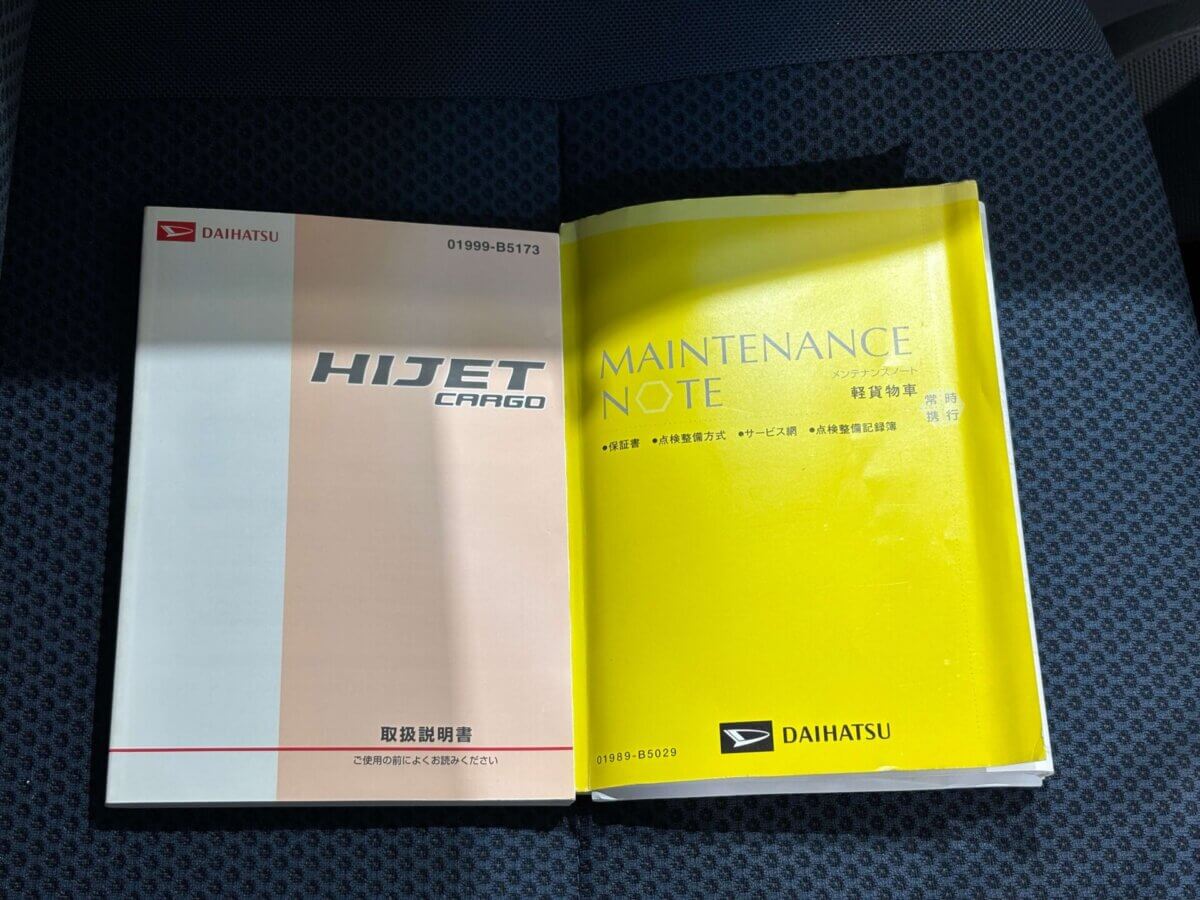 DAIHATSU
01999-B5173
HIJET
CARGO
取扱説明書
ご使用の前によくお読みください
MAINTENANCE
NOTE
メンテナンスノート
軽貨物車
常時
携行
●保証書 ●点検整備方式 ●サービス網 ●点検整備記録簿
01989-B5029
DAIHATSU